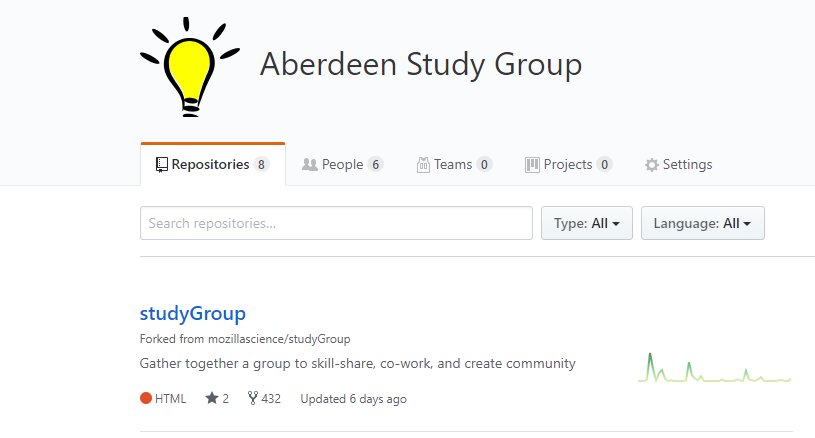 Aberdeen Study Group
Repositories 8 People 6 Teams 0 Projects 0 Settings
Search repositories... Type: All Language: All
studyGroup
Forked from mozillascience/studyGroup
Gather together a group to skill-share, co-work, and create community
HTML 2 432 Updated 6 days ago